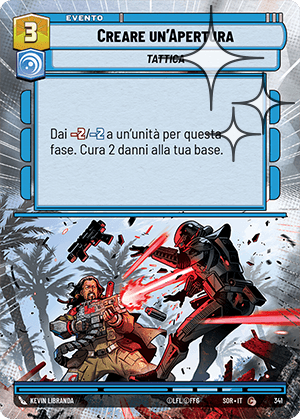 EVENTO
3
CREARE UN'APERTURA
TATTICA
Dai -2/-2 a un'unità per questa
fase. Cura 2 danni alla tua base.
KEVIN LIBRANDA
©LFL ©FFG
SOR • IT C 341